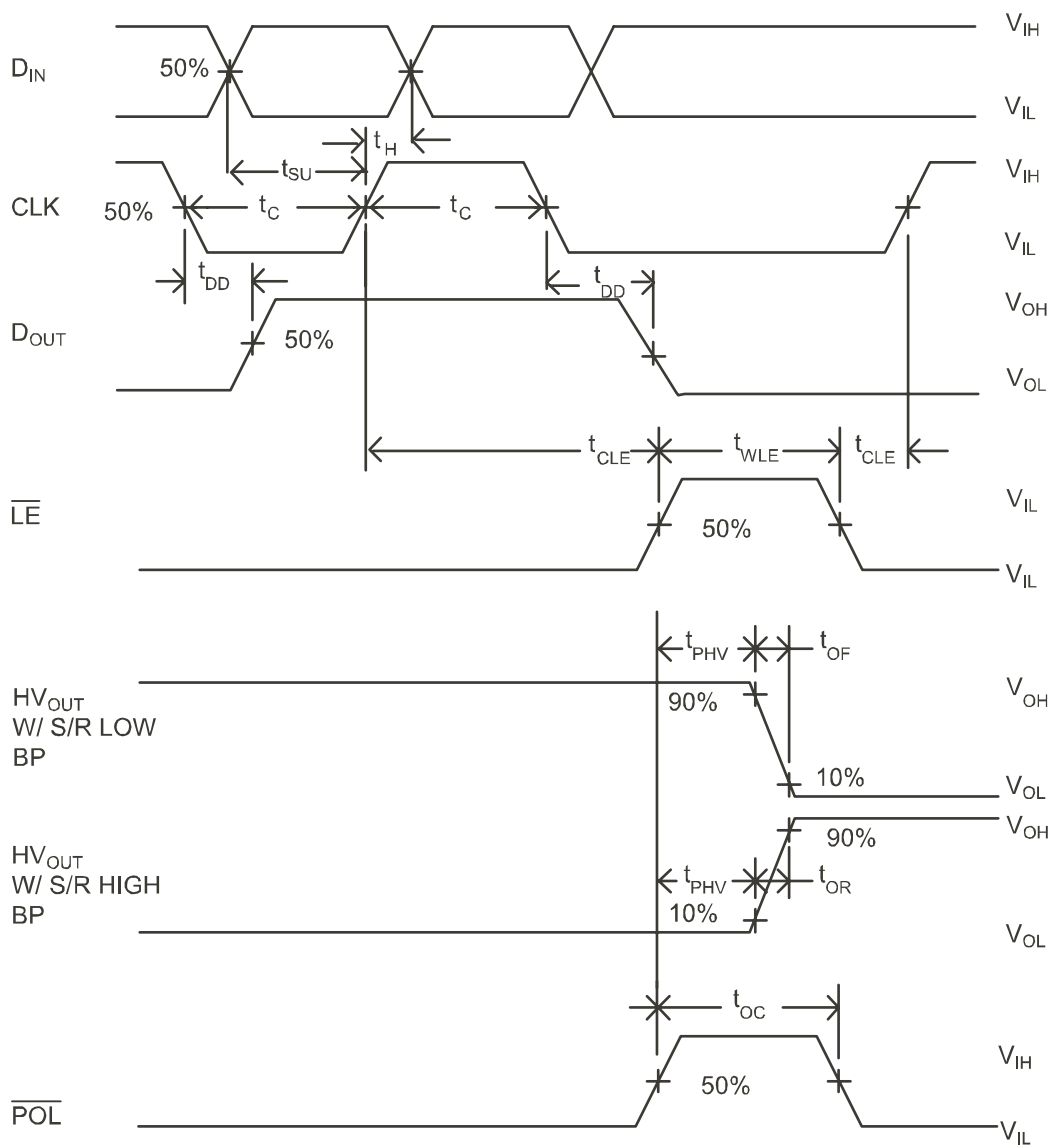 V_IH
D_IN
50%
V_IL
t_H
t_SU
V_IH
CLK
50%
t_C
t_C
V_IL
t_DD
t_DD
V_OH
D_OUT
50%
V_OL
t_CLE
t_WLE
t_CLE
V_IL
LE
50%
V_IL
t_PHV
t_OF
HV_OUT
W/ S/R LOW
BP
90%
V_OH
10%
V_OL
V_OH
90%
HV_OUT
W/ S/R HIGH
BP
t_PHV
t_OR
10%
V_OL
t_OC
V_IH
50%
POL
V_IL